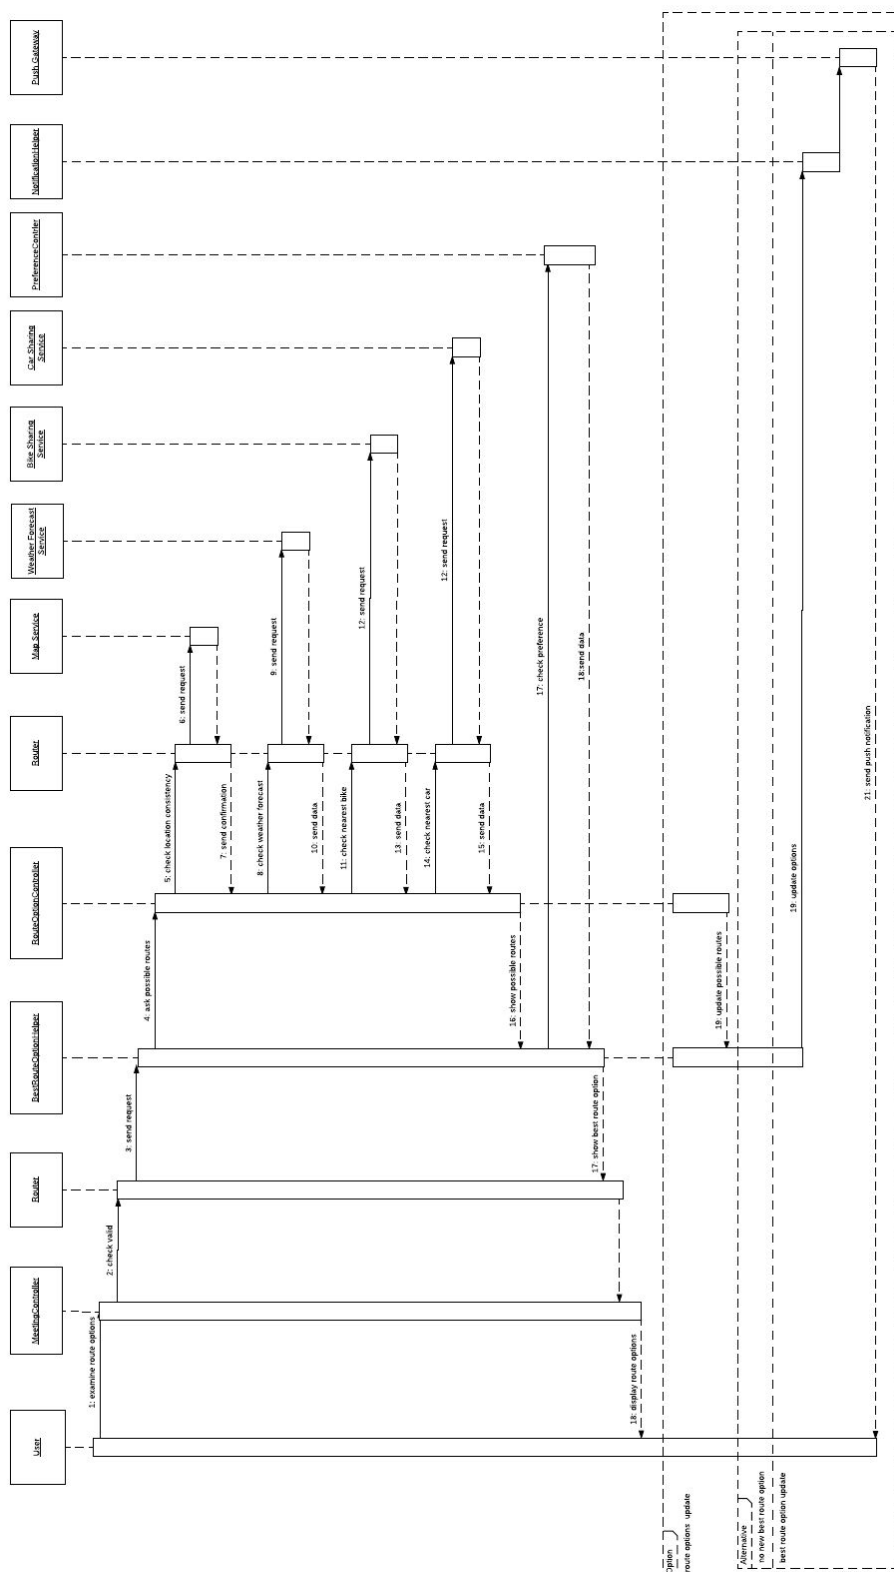 User
MeetingController
Router
BestRouteOptionHelper
RouteOptionController
Router
Map Service
Weather Forecast
Service
Bike Sharing
Service
Car Sharing
Service
PreferenceContrler
NotificationHelper
Push Gateway
1: examine route options
2: check valid
3: send request
4: ask possible routes
5: check location consistency
6: send request
7: send confirmation
8: check weather forecast
9: send request
10: send data
11: check nearest bike
12: send request
13: send data
14: check nearest car
12: send request
15: send data
16: show possible routes
17: check preference
18:send data
17: show best route option
18: display route options
Option
route options update
19: update possible routes
Alternative
no new best route option
best route option update
19: update options
21: send push notification